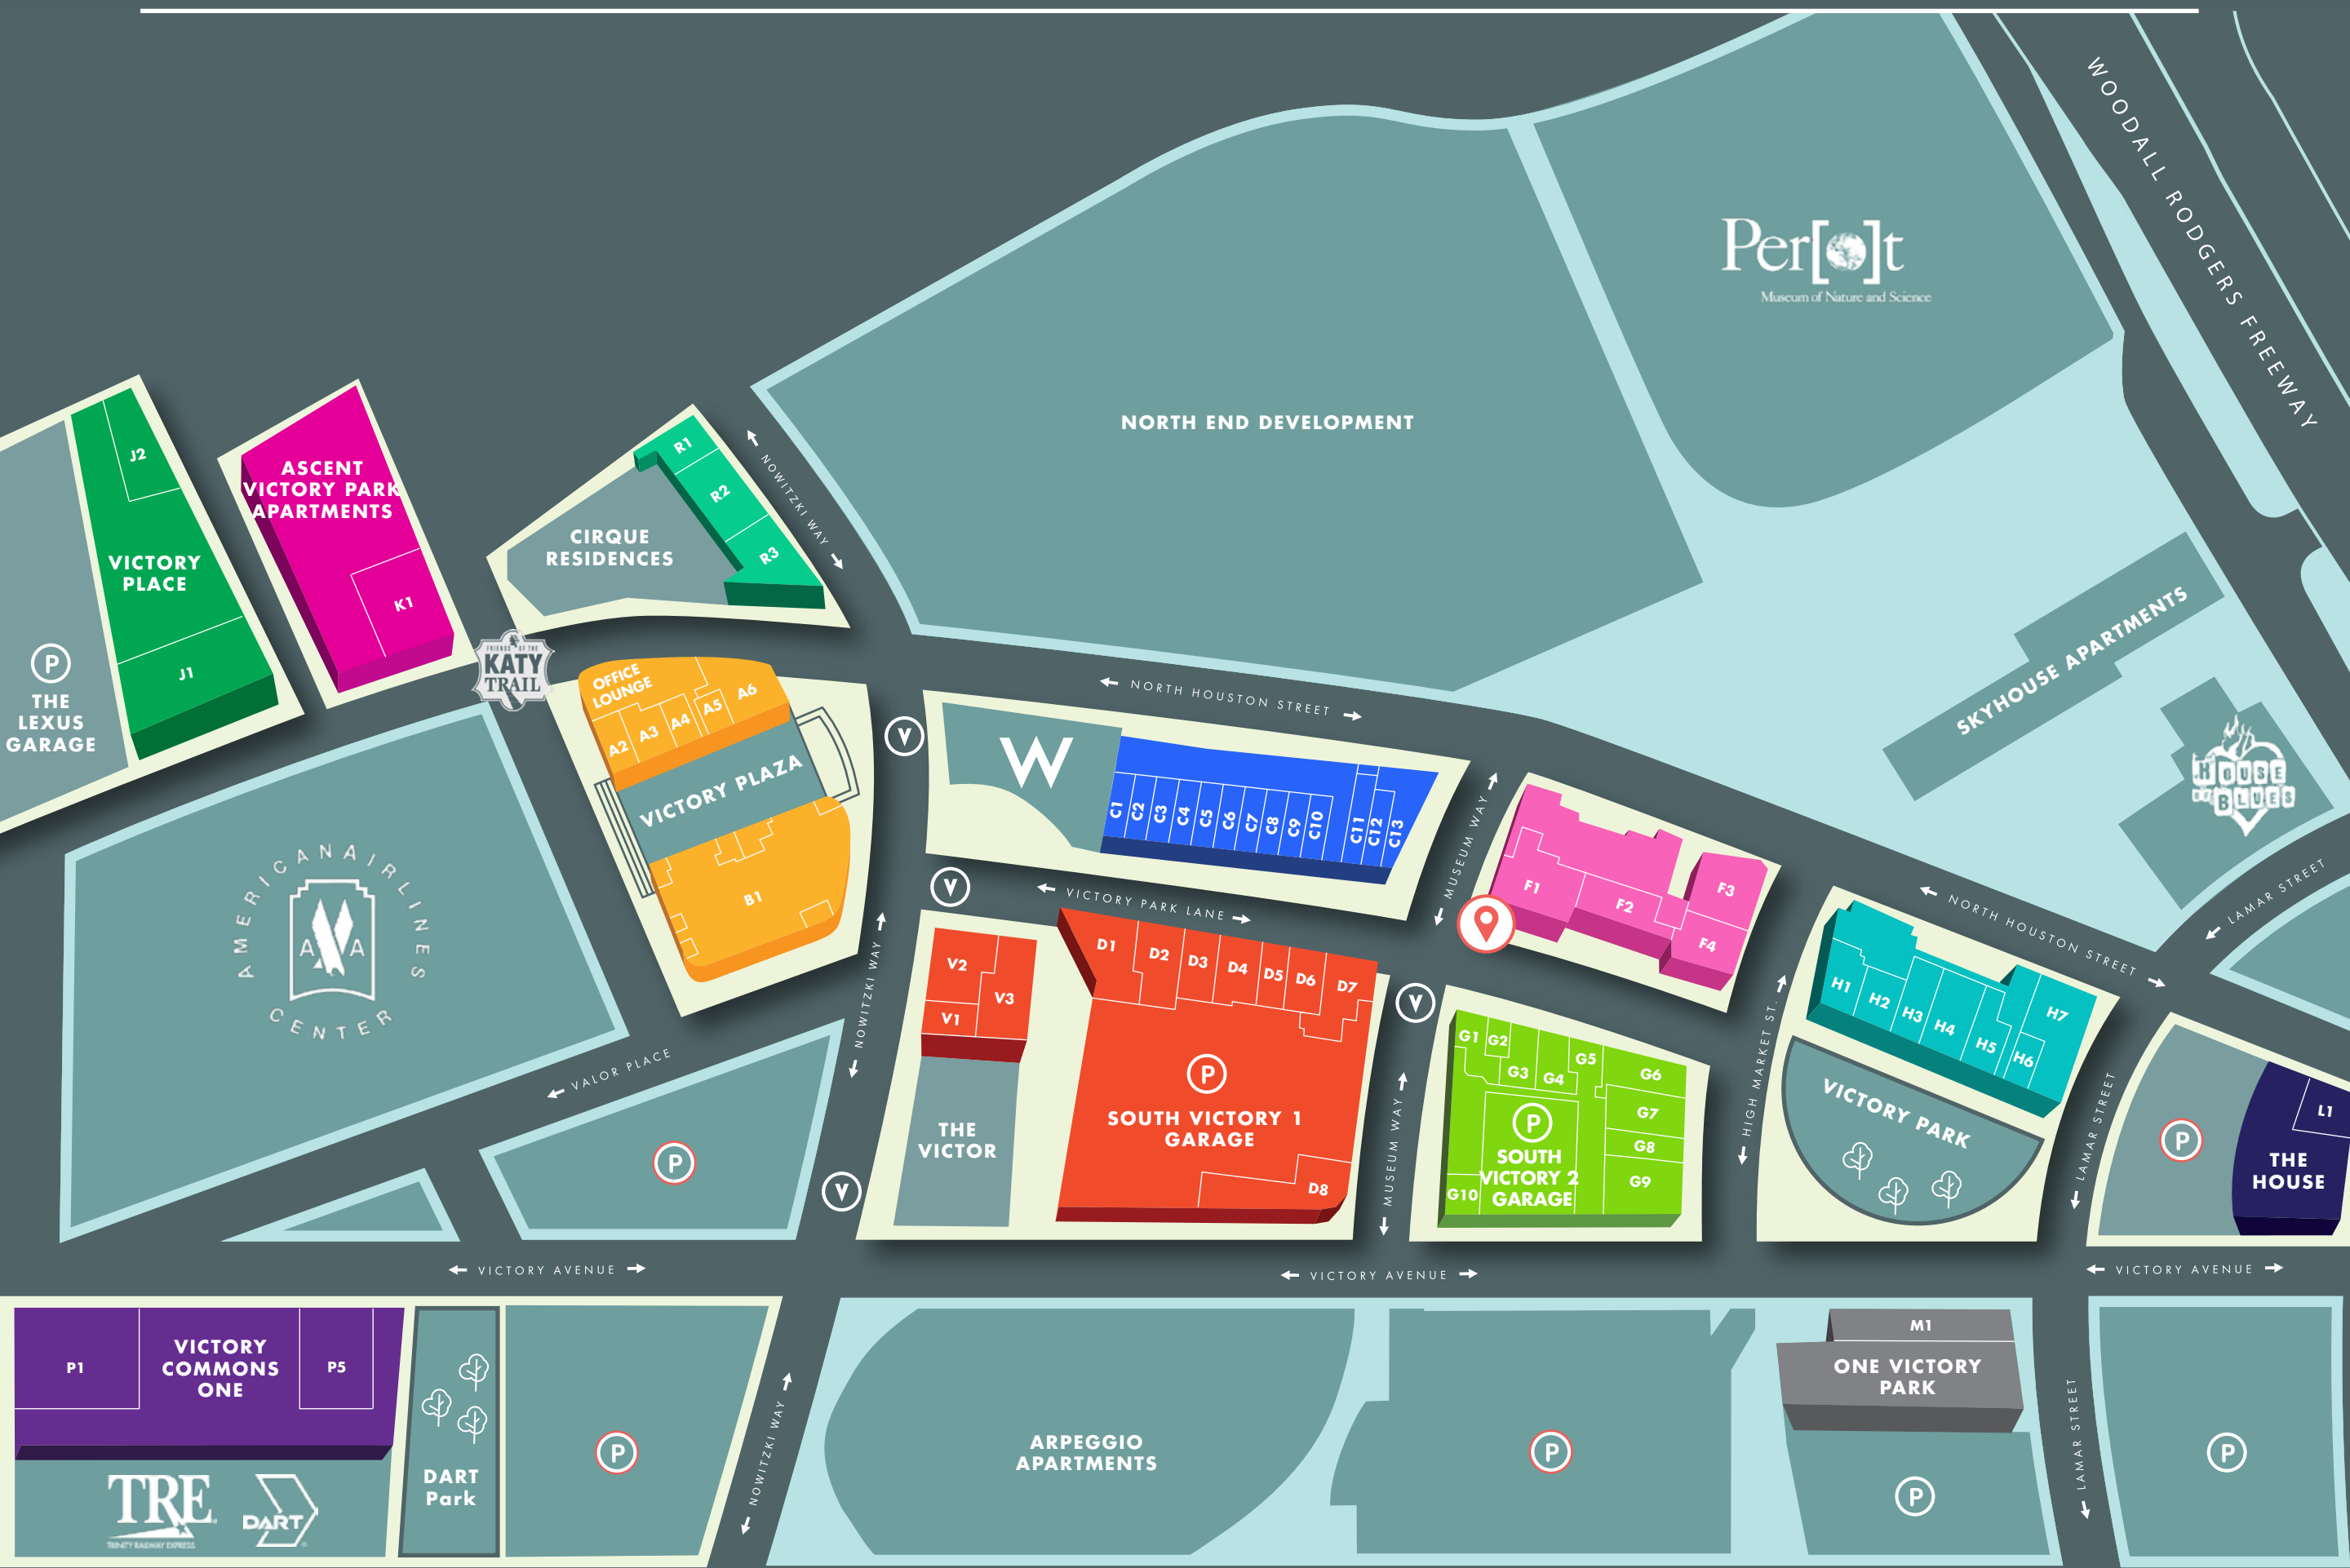 WOODALL RODGERS FREEWAY
Per[o]t
Museum of Nature and Science
NORTH END DEVELOPMENT
J2
VICTORY
PLACE
J1
P
THE
LEXUS
GARAGE
ASCENT
VICTORY PARK
APARTMENTS
K1
CIRQUE
RESIDENCES
R1
R2
R3
NOWITZKI WAY
FRIENDS OF THE
KATY
TRAIL
OFFICE
LOUNGE
A2
A3
A4
A5
A6
VICTORY PLAZA
B1
V
NORTH HOUSTON STREET
W
C1
C2
C3
C4
C5
C6
C7
C8
C9
C10
C11
C12
C13
MUSEUM WAY
SKYHOUSE APARTMENTS
HOUSE
OF
BLUES
LAMAR STREET
F1
F2
F3
F4
NORTH HOUSTON STREET
AMERICAN AIRLINES
A A
CENTER
V
VICTORY PARK LANE
NOWITZKI WAY
V2
V3
V1
THE
VICTOR
D1
D2
D3
D4
D5
D6
D7
P
SOUTH VICTORY 1
GARAGE
D8
V
MUSEUM WAY
G1
G2
G3
G4
G5
G6
G7
G8
G9
G10
P
SOUTH
VICTORY 2
GARAGE
HIGH MARKET ST.
H1
H2
H3
H4
H5
H6
H7
VICTORY PARK
LAMAR STREET
P
L1
THE
HOUSE
VALOR PLACE
P
V
VICTORY AVENUE
VICTORY AVENUE
VICTORY AVENUE
P1
VICTORY
COMMONS
ONE
P5
TRE
TRINITY RAILWAY EXPRESS
DART
DART
Park
P
NOWITZKI WAY
ARPEGGIO
APARTMENTS
P
M1
ONE VICTORY
PARK
P
LAMAR STREET
P